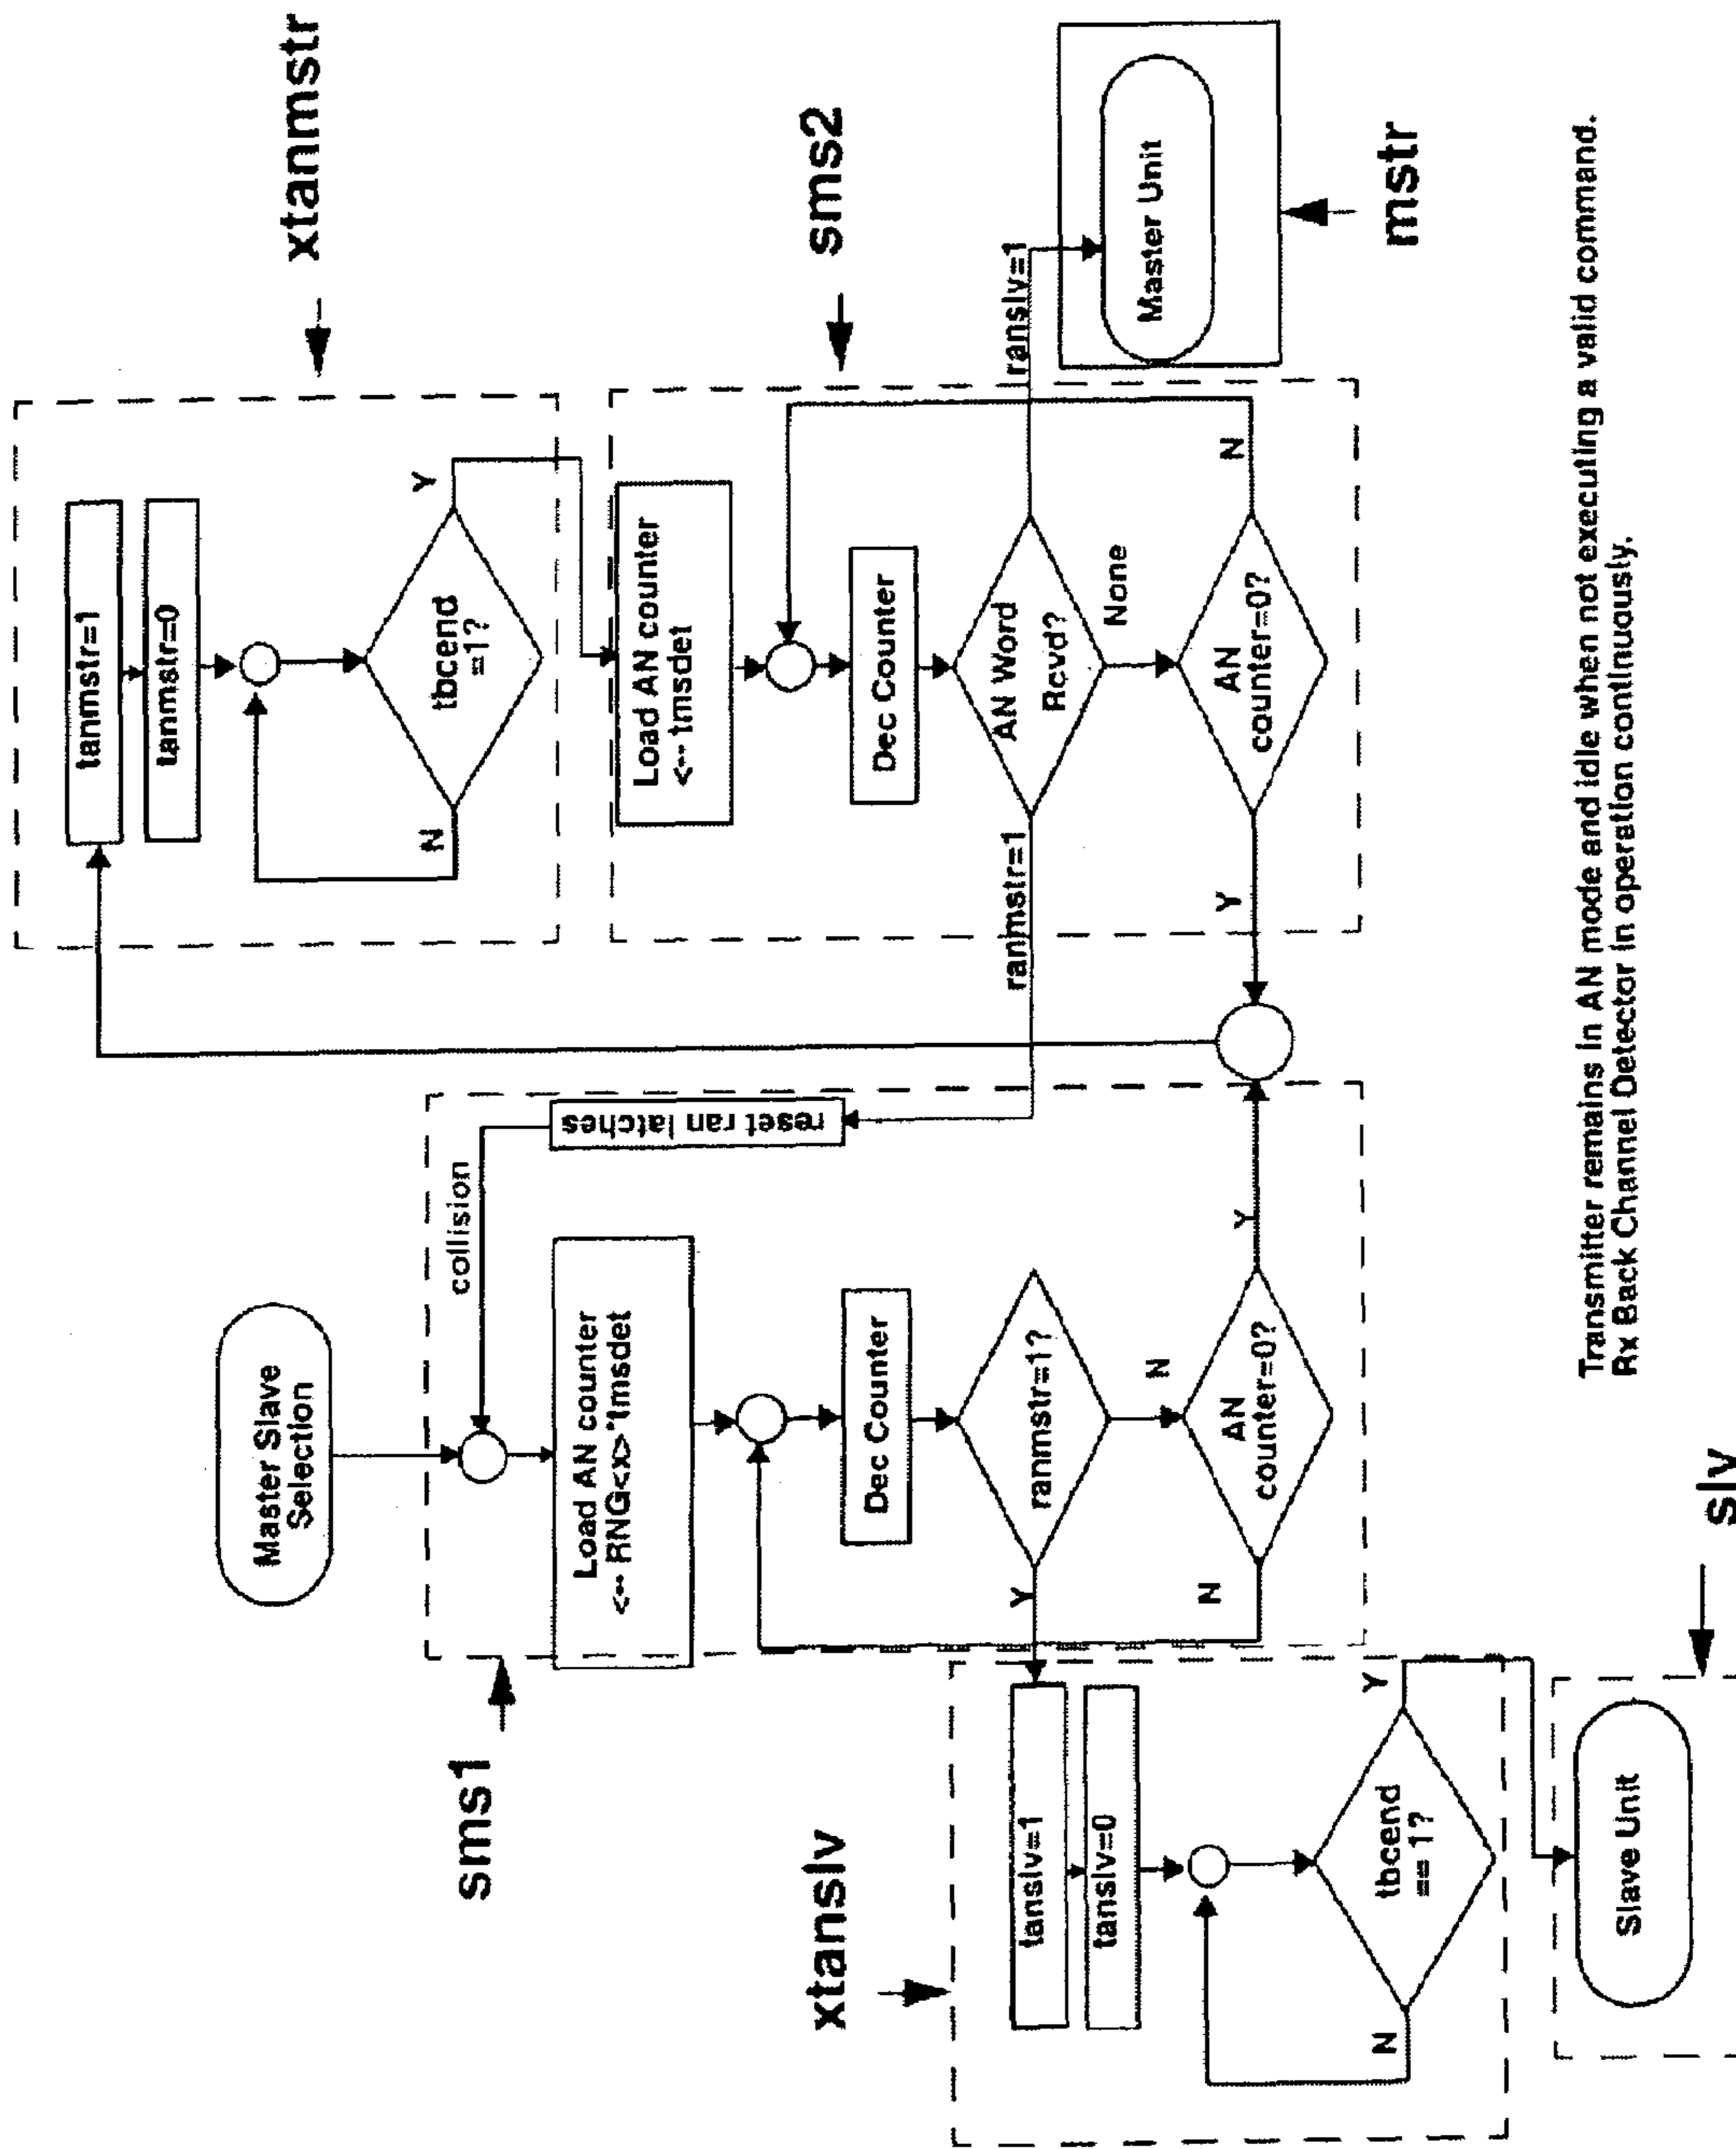 Master Slave
Selection
sms1
collision
reset ran latches
Load AN counter
<-- RNG<x>*tmsdet
Dec Counter
ranmstr=1?
Y
N
AN
counter=0?
Y
N
xtanslv
tanslv=1
tanslv=0
tbcend
== 1?
Y
N
Slave Unit
slv
xtanmstr
tanmstr=1
tanmstr=0
tbcend
=1?
Y
N
sms2
Load AN counter
<-- tmsdet
Dec Counter
AN Word
Rcvd?
ranmstr=1
ranslv=1
None
AN
counter=0?
Y
N
Master Unit
mstr
Transmitter remains in AN mode and idle when not executing a valid command.
Rx Back Channel Detector in operation continuously.